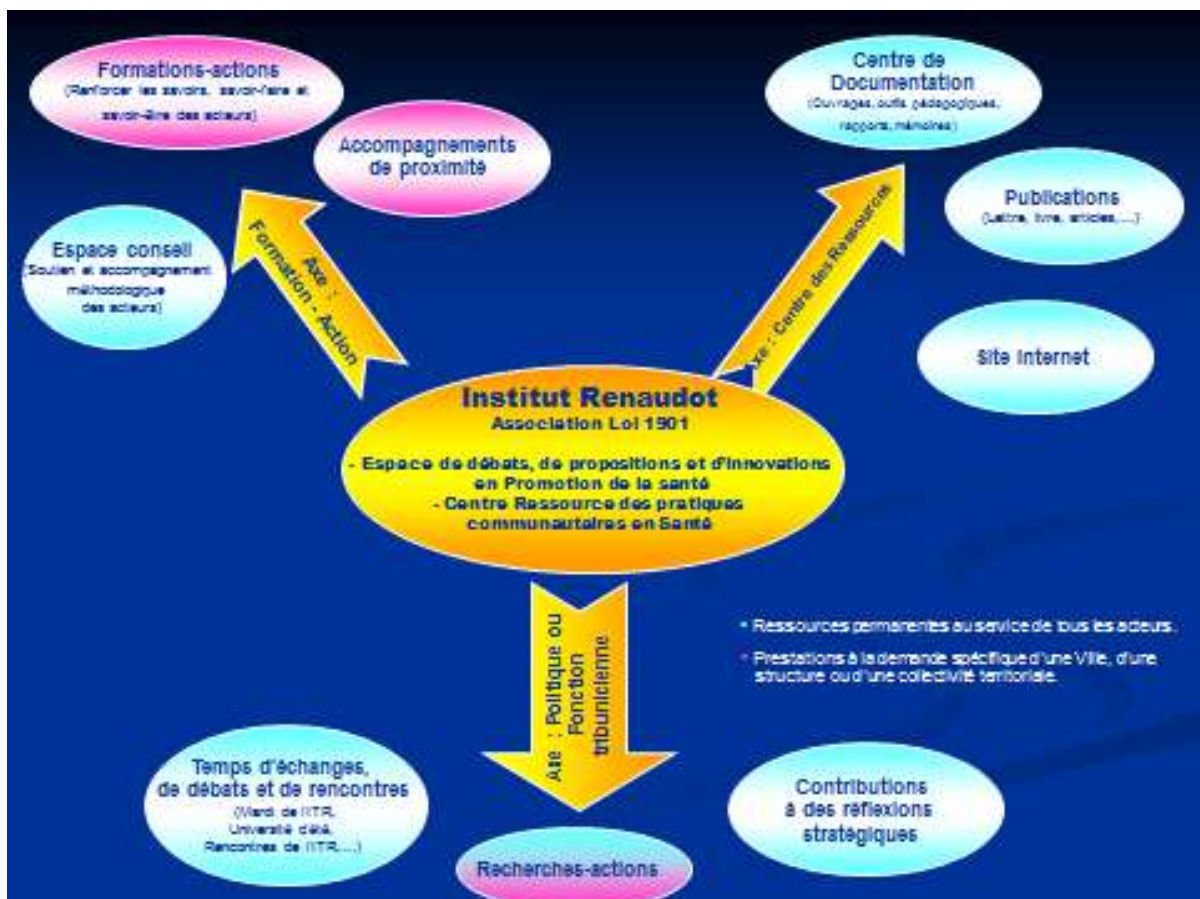 Formations-actions
(Renforcer les savoirs, savoir-faire et
savoir-être des acteurs)
Accompagnements
de proximité
Espace conseil
(Soutien et accompagnement
méthodologique
des acteurs)
Axe :
Formation - Action
Centre de
Documentation
(Ouvrages, outils pédagogiques,
rapports, mémoires)
Publications
(Lettre, livre, articles,...)
Site Internet
Axe : Centre des Ressources
Institut Renaudot
Association Loi 1901
- Espace de débats, de propositions et d'innovations
en Promotion de la santé
- Centre Ressource des pratiques
communautaires en Santé
Axe : Politique ou
Fonction
tribunicienne
• Ressources permanentes au service de tous les acteurs.
• Prestations à la demande spécifique d'une Ville, d'une
structure ou d'une collectivité territoriale.
Temps d'échanges,
de débats et de rencontres
(Mardi de l'ITR,
Université d'été,
Rencontres de l'ITR,...)
Recherches-actions
Contributions
à des réflexions
stratégiques